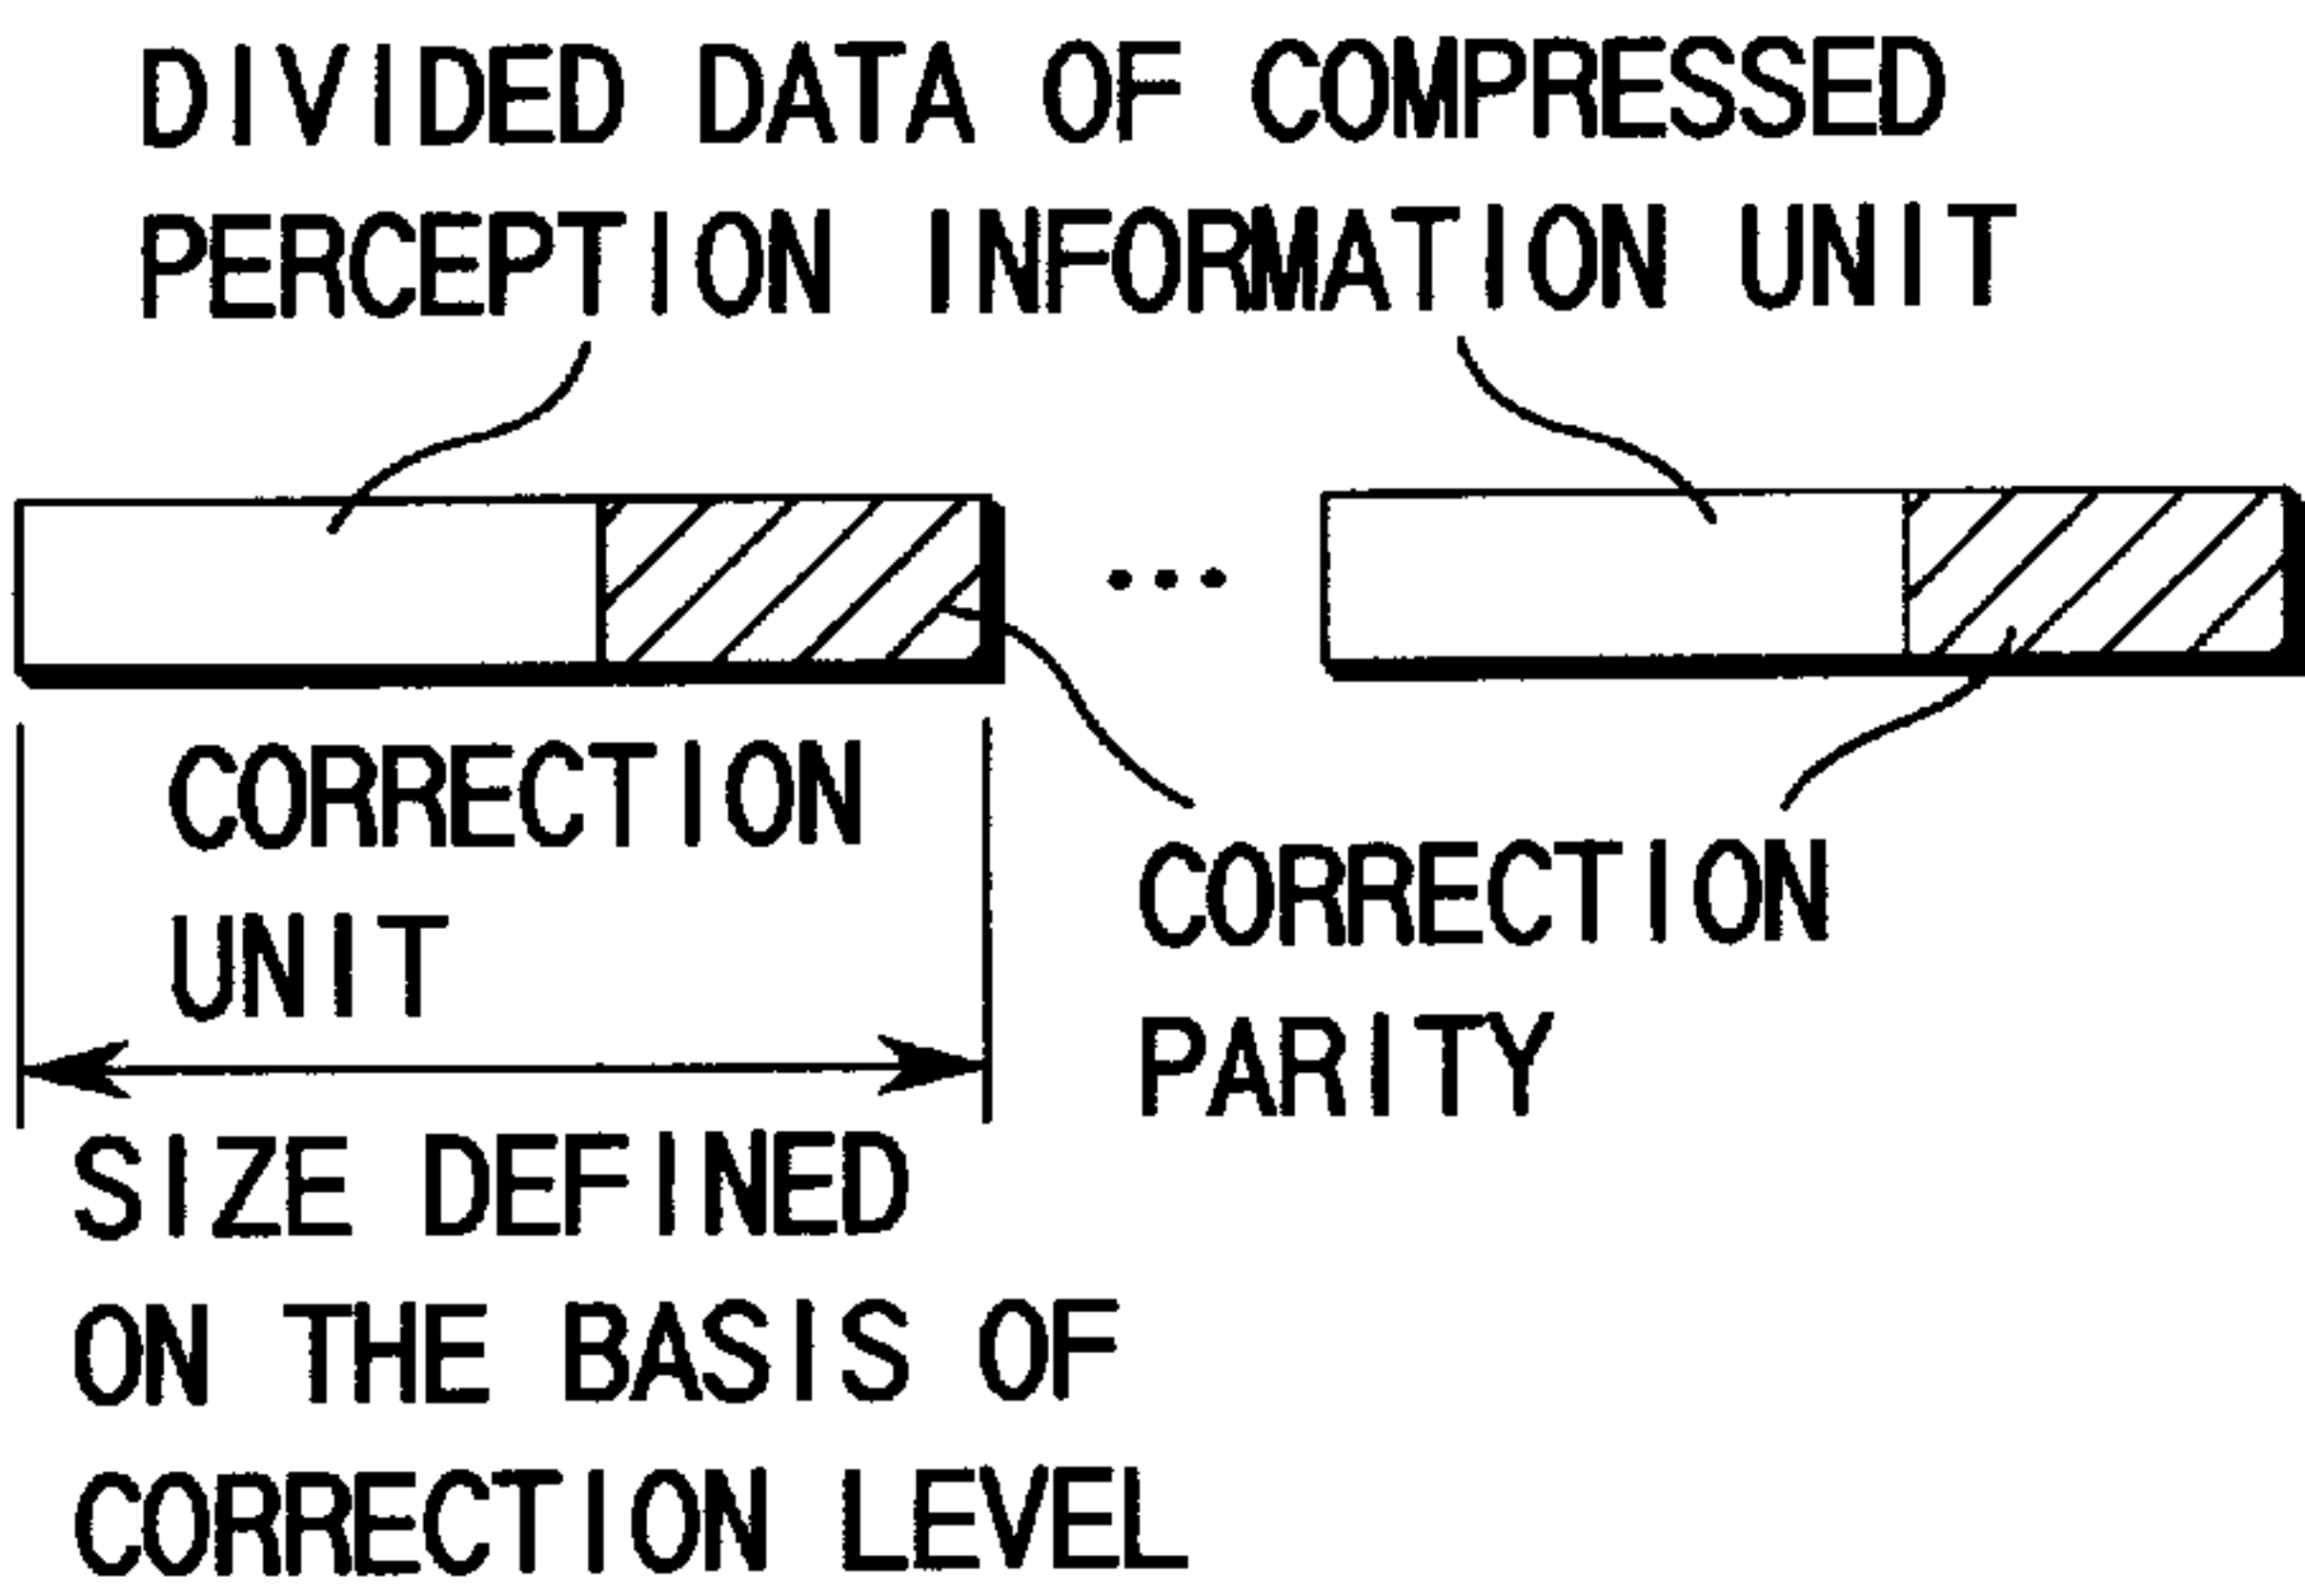 DIVIDED DATA OF COMPRESSED
PERCEPTION INFORMATION UNIT
CORRECTION
UNIT
CORRECTION
PARITY
SIZE DEFINED
ON THE BASIS OF
CORRECTION LEVEL